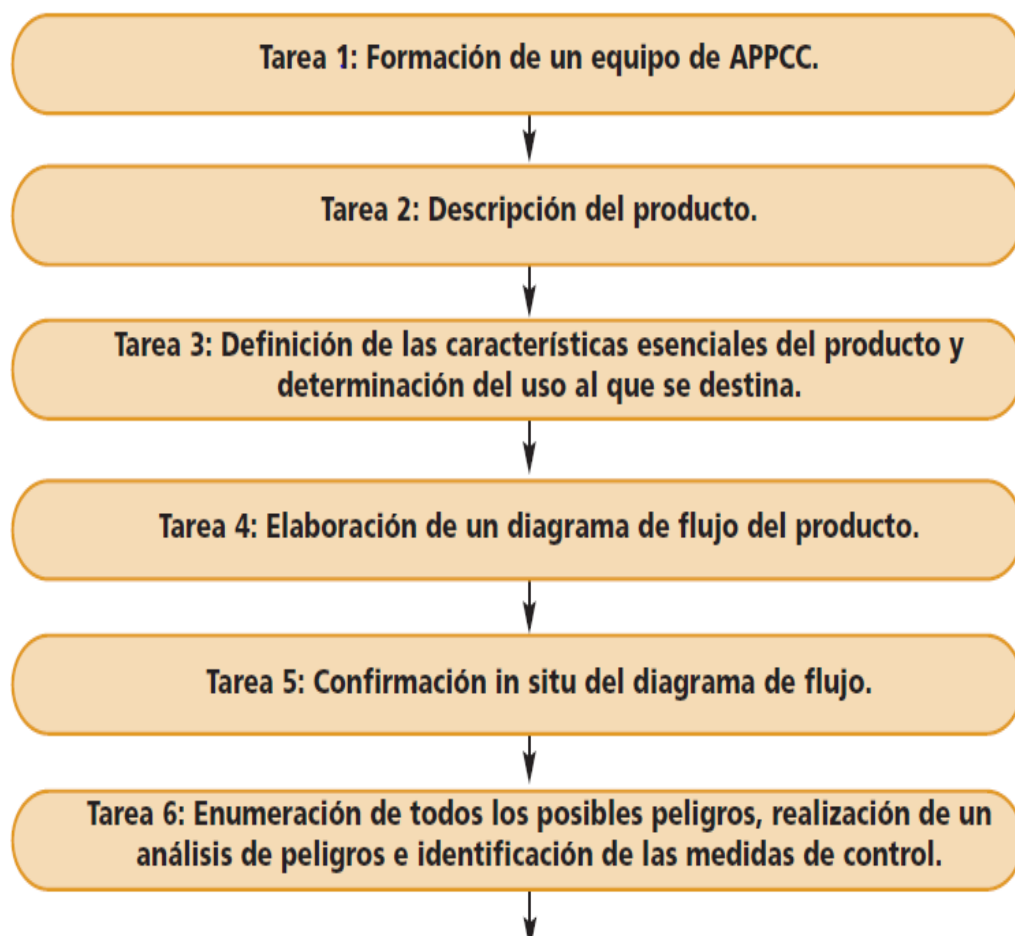 Tarea 1: Formación de un equipo de APPCC.
Tarea 2: Descripción del producto.
Tarea 3: Definición de las características esenciales del producto y
determinación del uso al que se destina.
Tarea 4: Elaboración de un diagrama de flujo del producto.
Tarea 5: Confirmación in situ del diagrama de flujo.
Tarea 6: Enumeración de todos los posibles peligros, realización de un
análisis de peligros e identificación de las medidas de control.